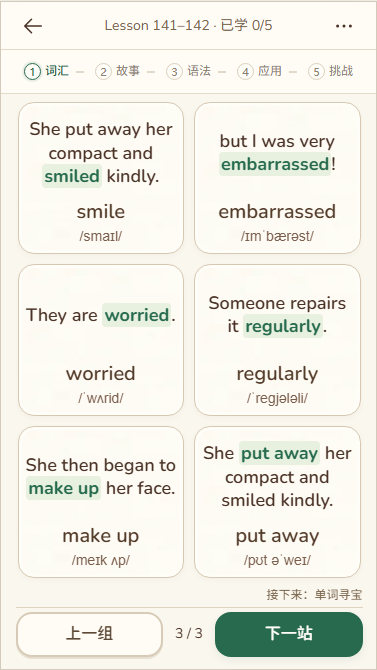 Lesson 141–142 · 已学 0/5
1 词汇 – 2 故事 – 3 语法 – 4 应用 – 5 挑战
She put away her
compact and
smiled kindly.
smile
/smaɪl/
but I was very
embarrassed!
embarrassed
/ɪmˈbærəst/
They are worried.
worried
/ˈwʌrid/
Someone repairs
it regularly.
regularly
/ˈreɡjələli/
She then began to
make up her face.
make up
/meɪk ʌp/
She put away her
compact and
smiled kindly.
put away
/pʊt əˈweɪ/
接下来：单词寻宝
上一组
3 / 3
下一站